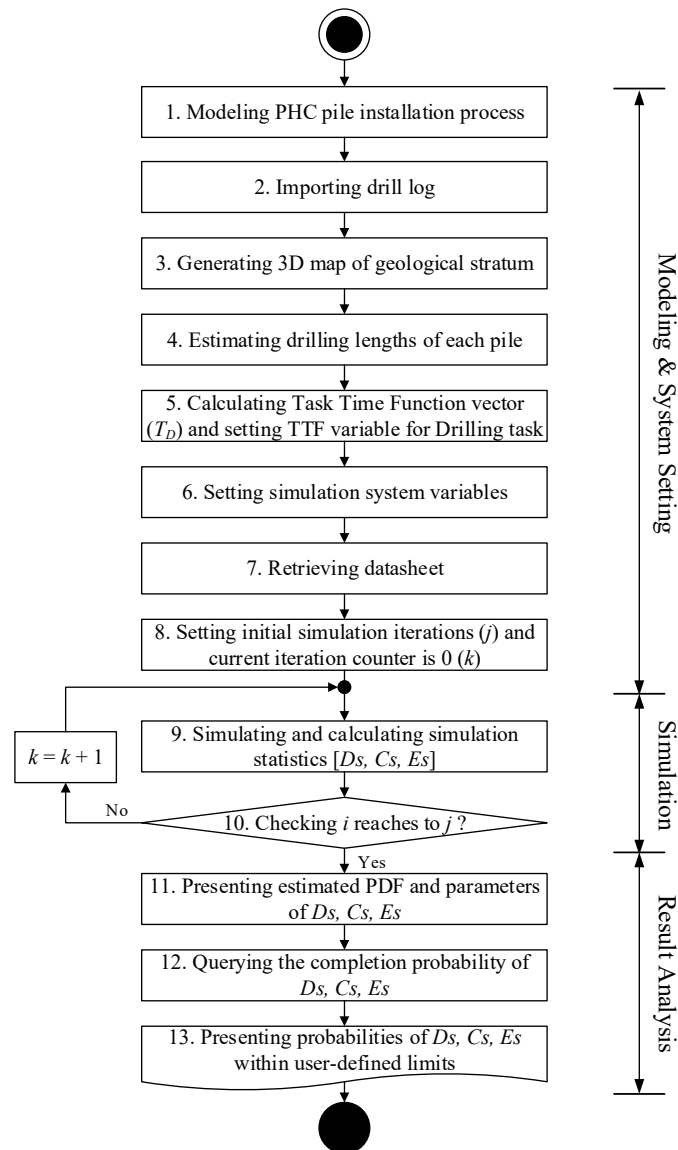 1. Modeling PHC pile installation process
2. Importing drill log
3. Generating 3D map of geological stratum
4. Estimating drilling lengths of each pile
5. Calculating Task Time Function vector
(T_D) and setting TTF variable for Drilling task
6. Setting simulation system variables
7. Retrieving datasheet
8. Setting initial simulation iterations (j) and
current iteration counter is 0 (k)
Modeling & System Setting
9. Simulating and calculating simulation
statistics [Ds, Cs, Es]
k = k + 1
10. Checking i reaches to j ?
No
Yes
Simulation
11. Presenting estimated PDF and parameters
of Ds, Cs, Es
12. Querying the completion probability of
Ds, Cs, Es
13. Presenting probabilities of Ds, Cs, Es
within user-defined limits
Result Analysis